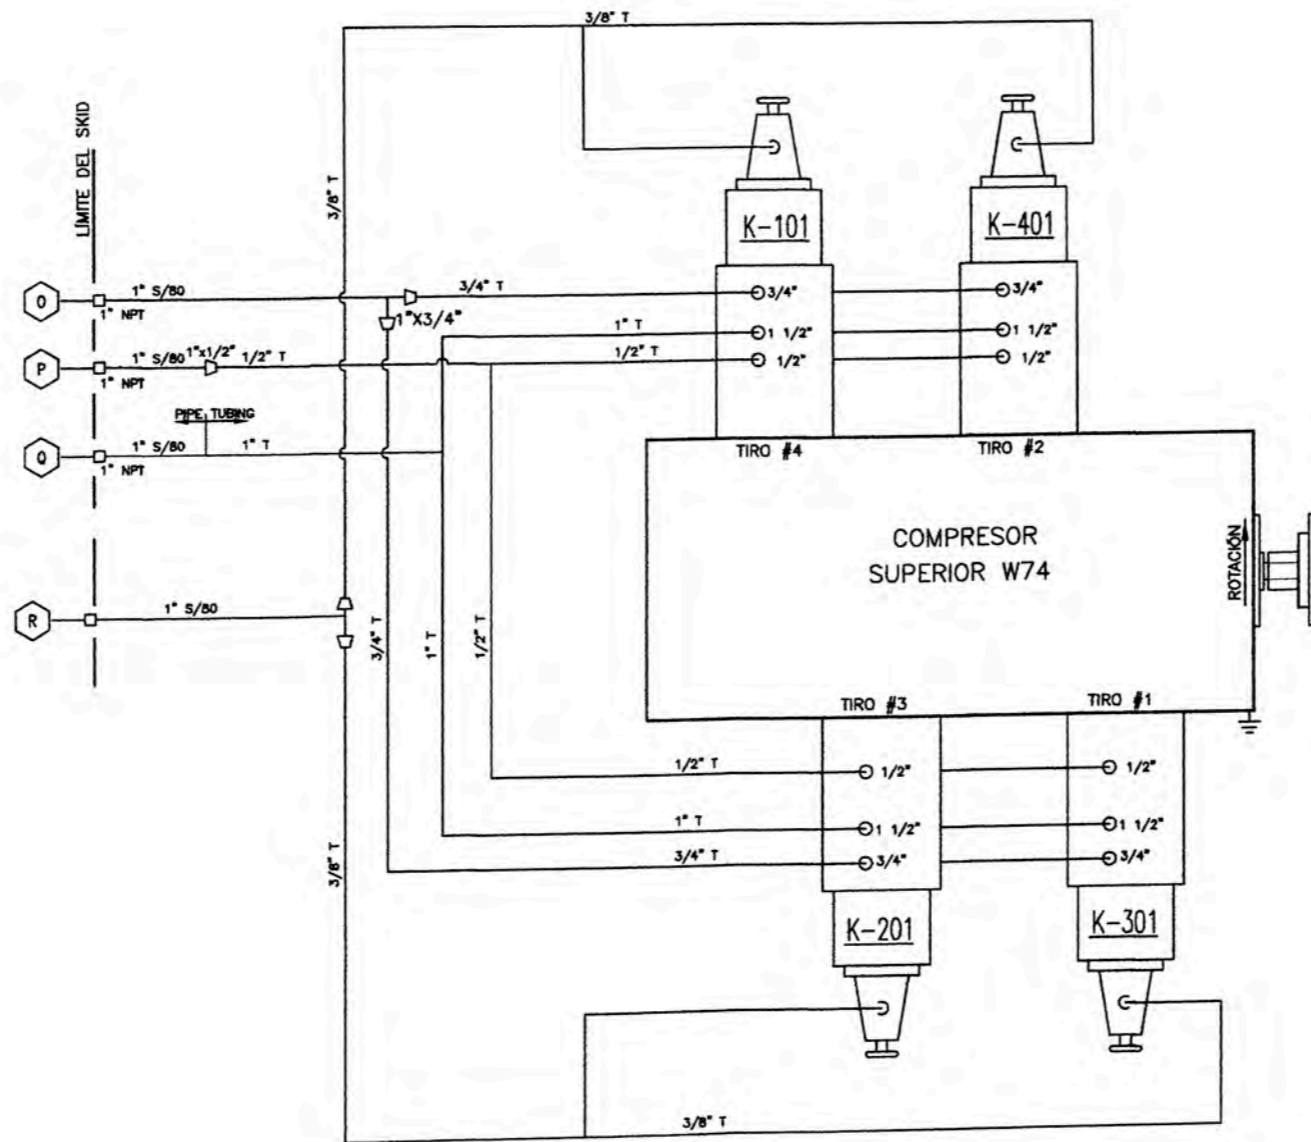 3/8" T
LÍMITE DEL SKID
3/8" T
K-101
K-401
O
1" S/80
1" NPT
3/4" T
3/4"
3/4"
1"X3/4"
1" T
1 1/2"
1 1/2"
P
1" S/80
1" NPT
1"X1/2"
1/2" T
1/2" T
1/2"
1/2"
PIPE TUBING
Q
1" S/80
1" NPT
1" T
TIRO #4
TIRO #2
COMPRESOR
SUPERIOR W74
ROTACIÓN
R
1" S/80
3/4" T
1" T
1/2" T
TIRO #3
TIRO #1
1/2" T
1/2"
1/2"
1" T
1 1/2"
1 1/2"
3/8" T
3/4" T
3/4"
3/4"
K-201
K-301
3/8" T